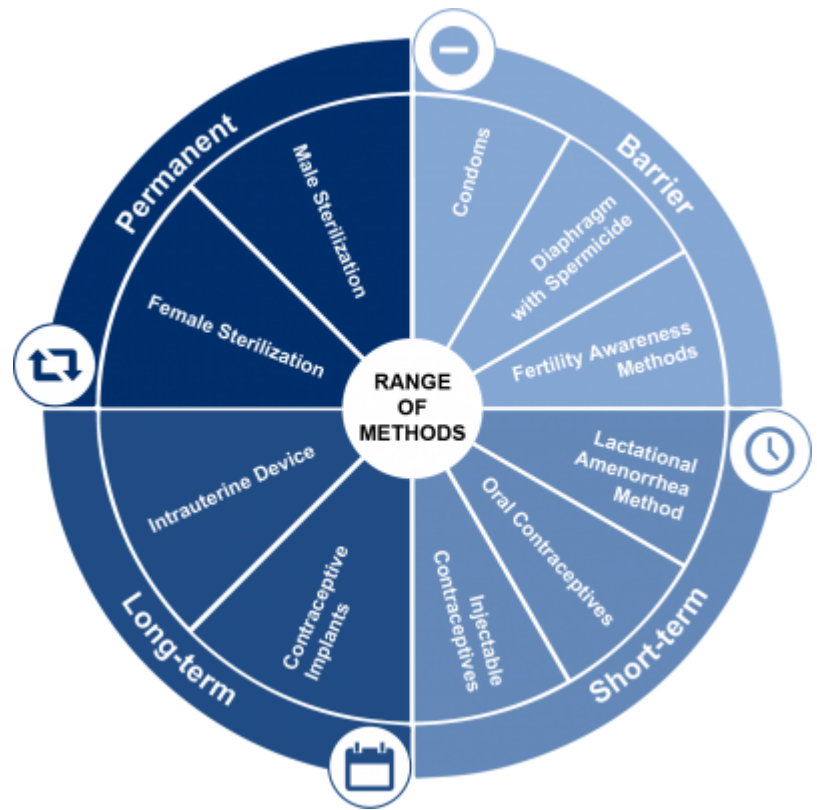 RANGE
OF
METHODS
Barrier
Condoms
Diaphragm
with Spermicide
Fertility Awareness
Methods
Short-term
Lactational
Amenorrhea
Method
Oral Contraceptives
Injectable
Contraceptives
Long-term
Contraceptive
Implants
Intrauterine Device
Permanent
Female Sterilization
Male Sterilization